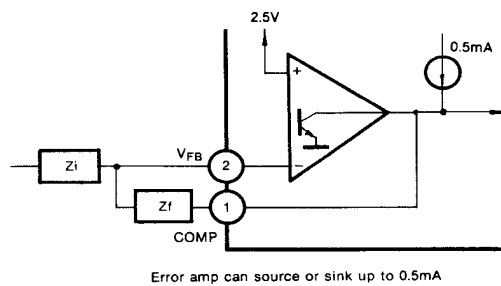 2.5V
0.5mA
+
Zi
VFB
2
−
Zf
1
COMP
Error amp can source or sink up to 0.5mA